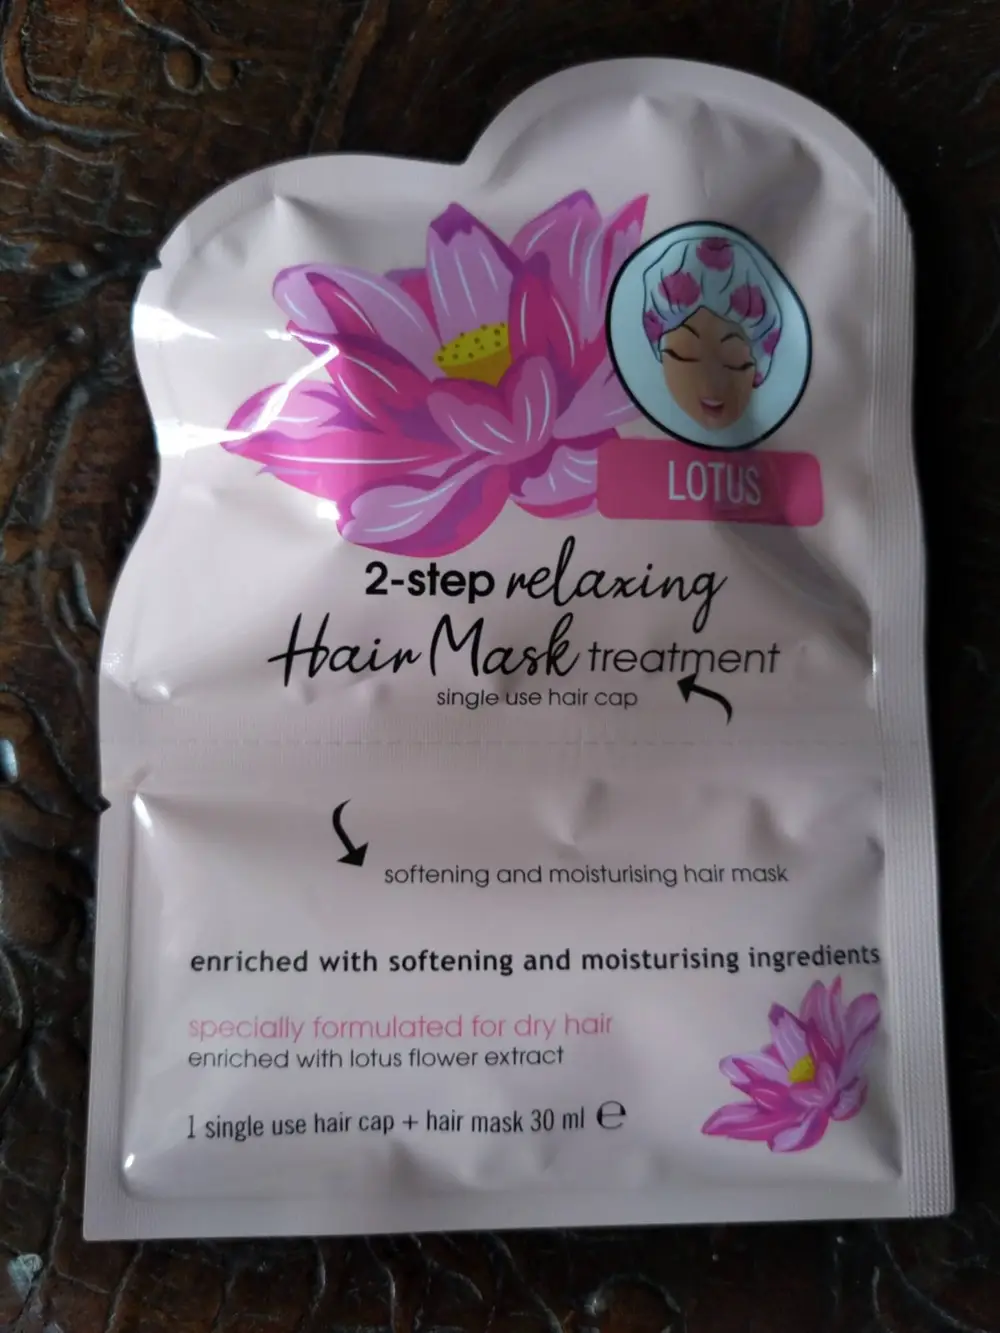 LOTUS
2-step relaxing
Hair Mask treatment
single use hair cap
softening and moisturising hair mask
enriched with softening and moisturising ingredients
specially formulated for dry hair
enriched with lotus flower extract
1 single use hair cap + hair mask 30 ml ℮